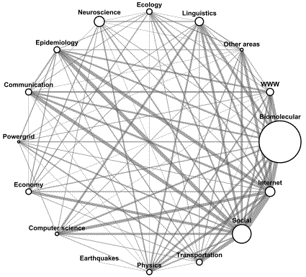 Ecology
Neuroscience
Linguistics
Epidemiology
Other areas
Communication
WWW
Biomolecular
Powergrid
Economy
Internet
Social
Computer science
Earthquakes
Transportation
Physics